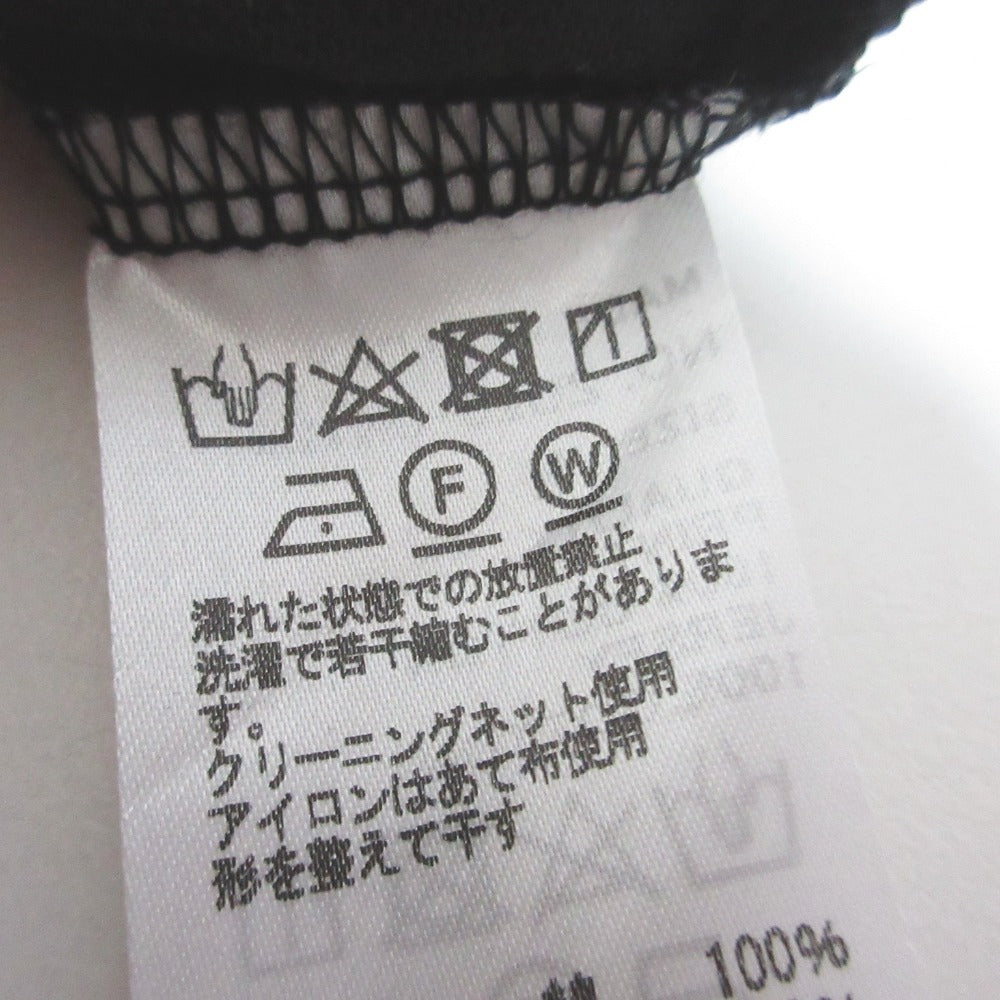 F W
濡れた状態での放置禁止
洗濯で若干縮むことがありま
す。
クリーニングネット使用
アイロンはあて布使用
形を整えて干す
100%